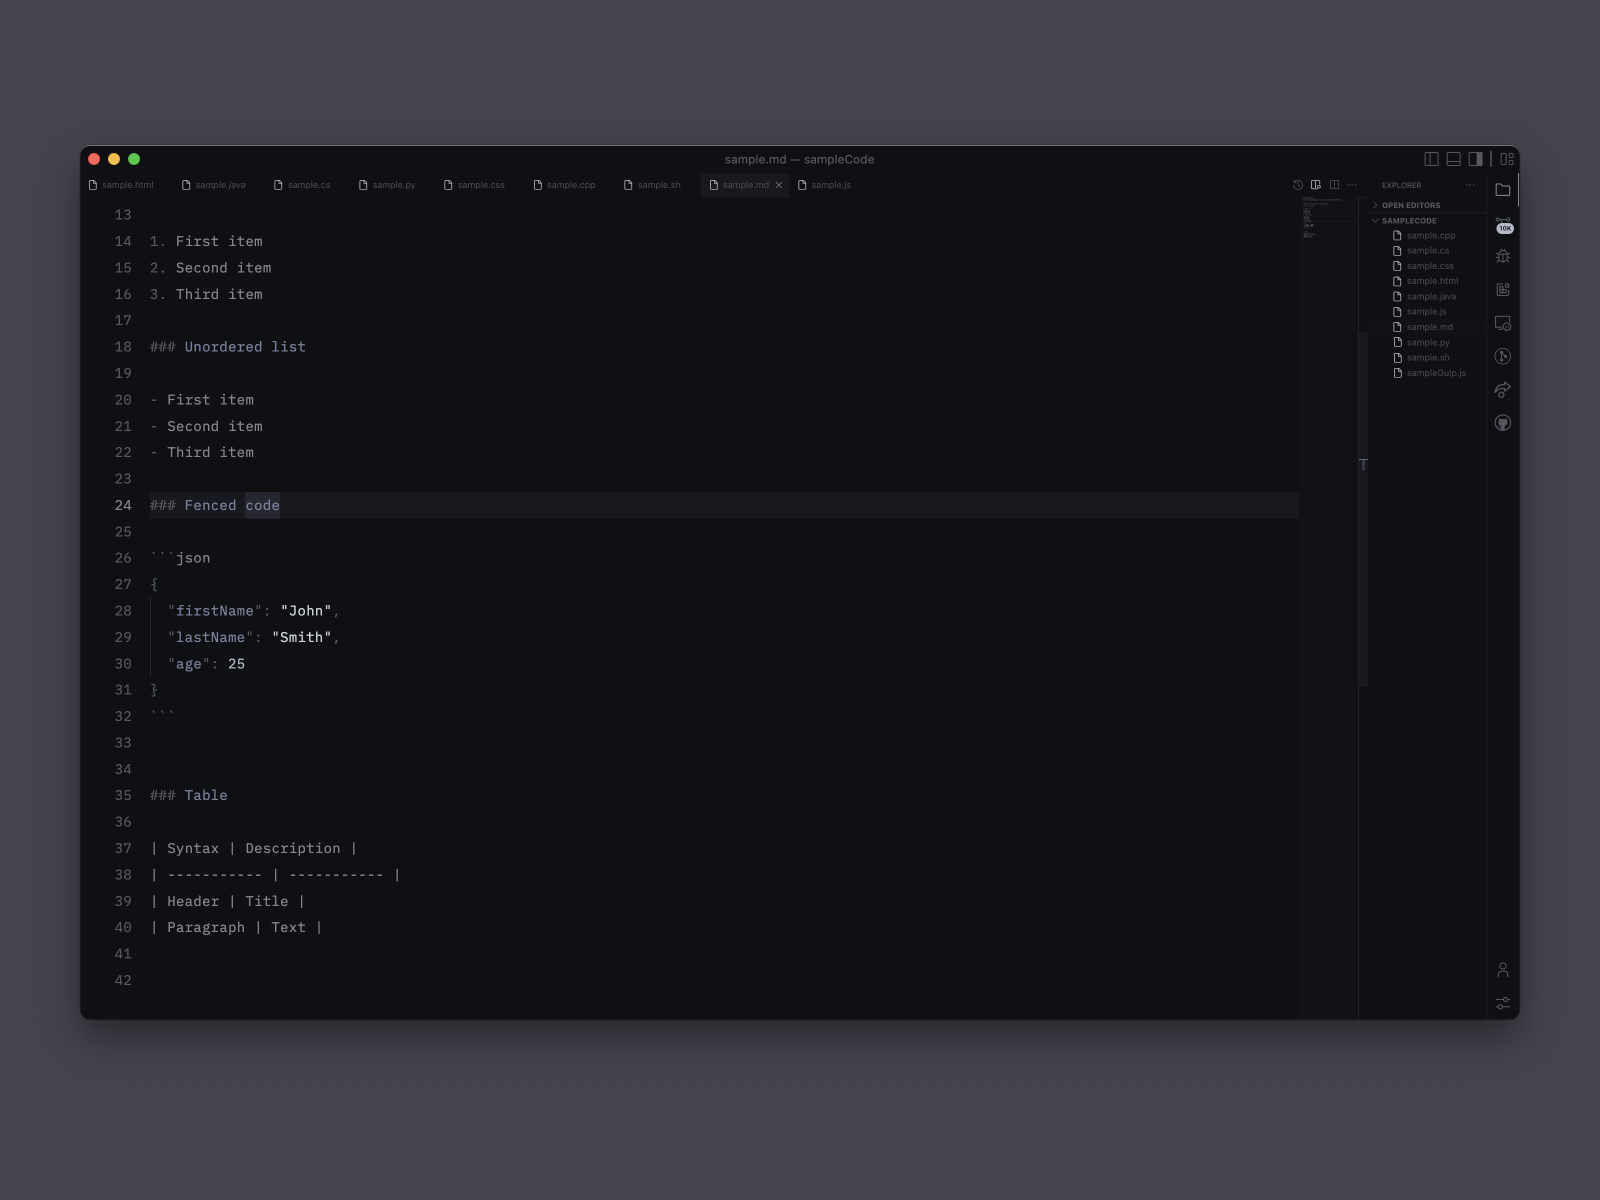 sample.md — sampleCode
sample.html sample.java sample.cs sample.py sample.css sample.cpp sample.sh sample.md sample.js
13
14 1. First item
15 2. Second item
16 3. Third item
17
18 ### Unordered list
19
20 - First item
21 - Second item
22 - Third item
23
24 ### Fenced code
25
26 ```json
27 {
28 "firstName": "John",
29 "lastName": "Smith",
30 "age": 25
31 }
32 ```
33
34
35 ### Table
36
37 | Syntax | Description |
38 | ----------- | ----------- |
39 | Header | Title |
40 | Paragraph | Text |
41
42
EXPLORER
OPEN EDITORS
SAMPLECODE
sample.cpp
sample.cs
sample.css
sample.html
sample.java
sample.js
sample.md
sample.py
sample.sh
sampleGulp.js
10K